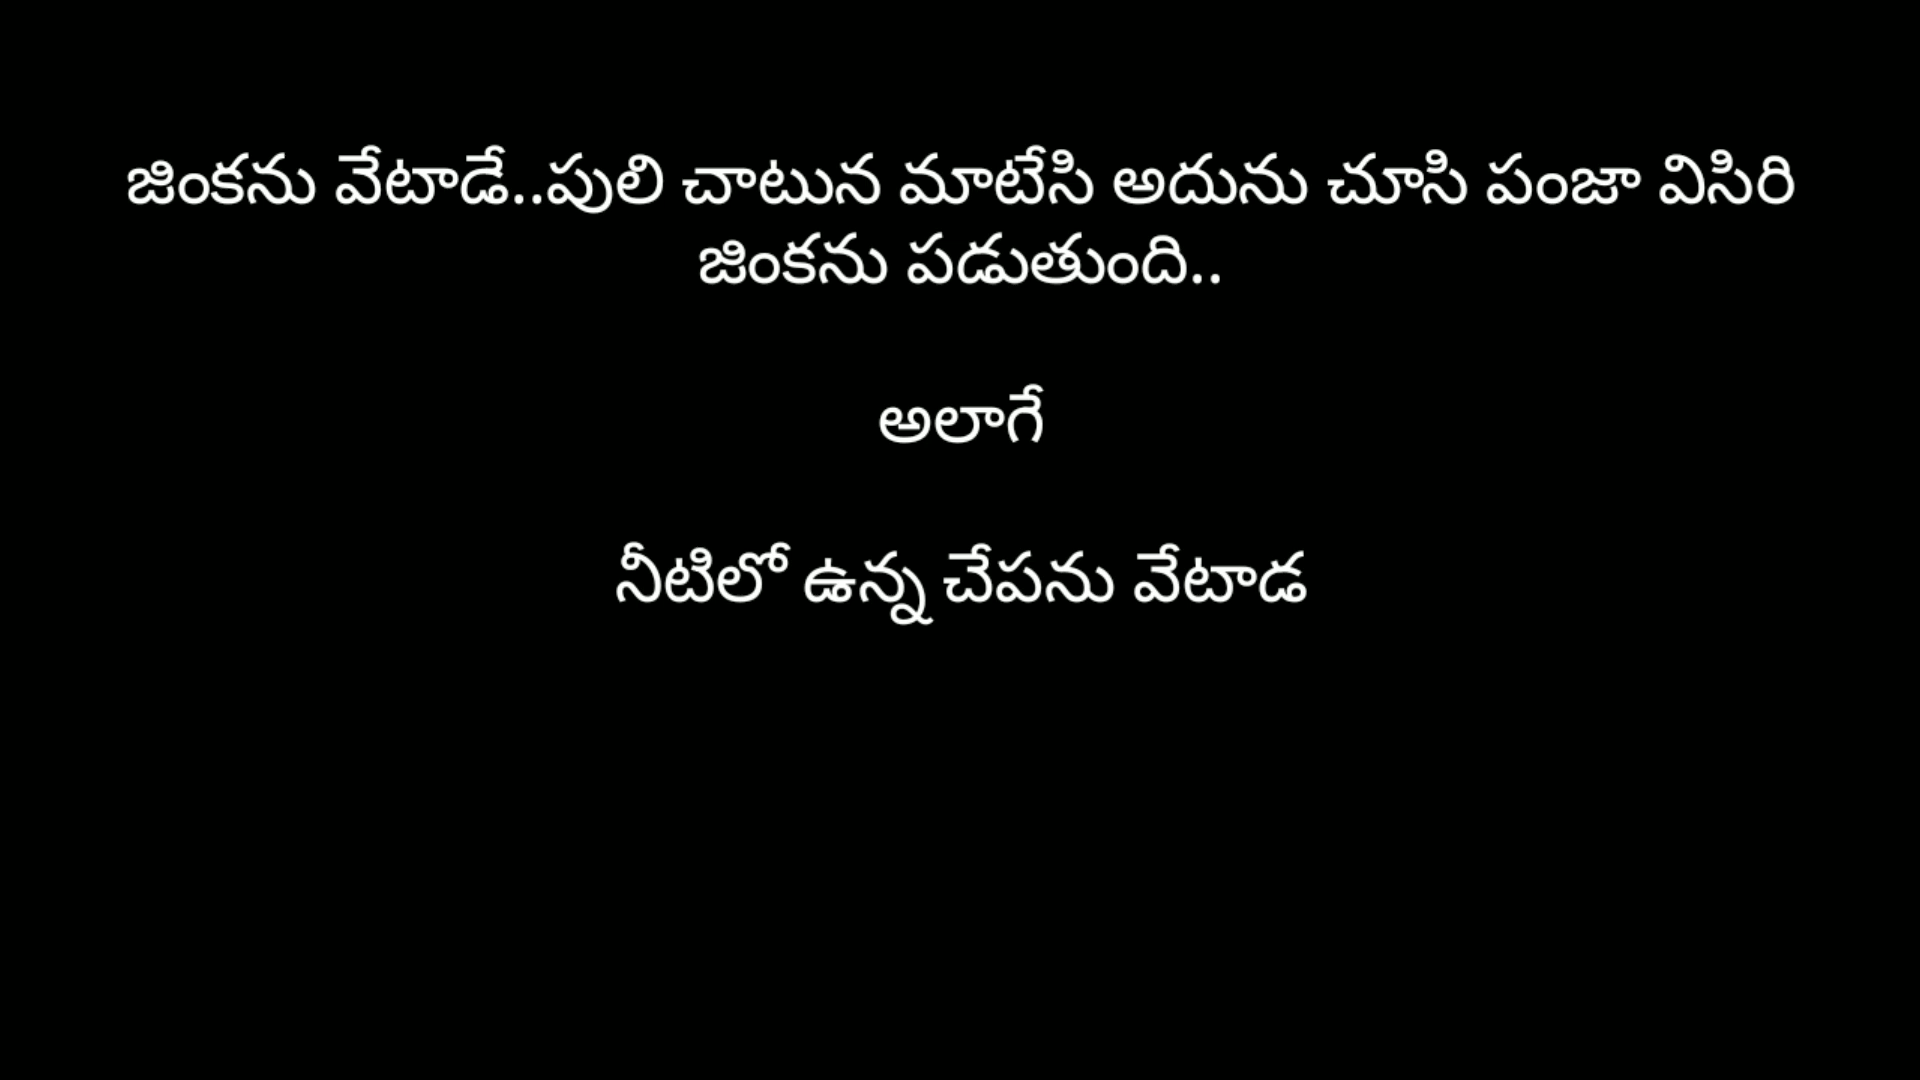 జింకను వేటాడే..పులి చాటున మాటేసి అదును చూసి పంజా విసిరి
జింకను పడుతుంది..
అలాగే
నీటిలో ఉన్న చేపను వేటాడ